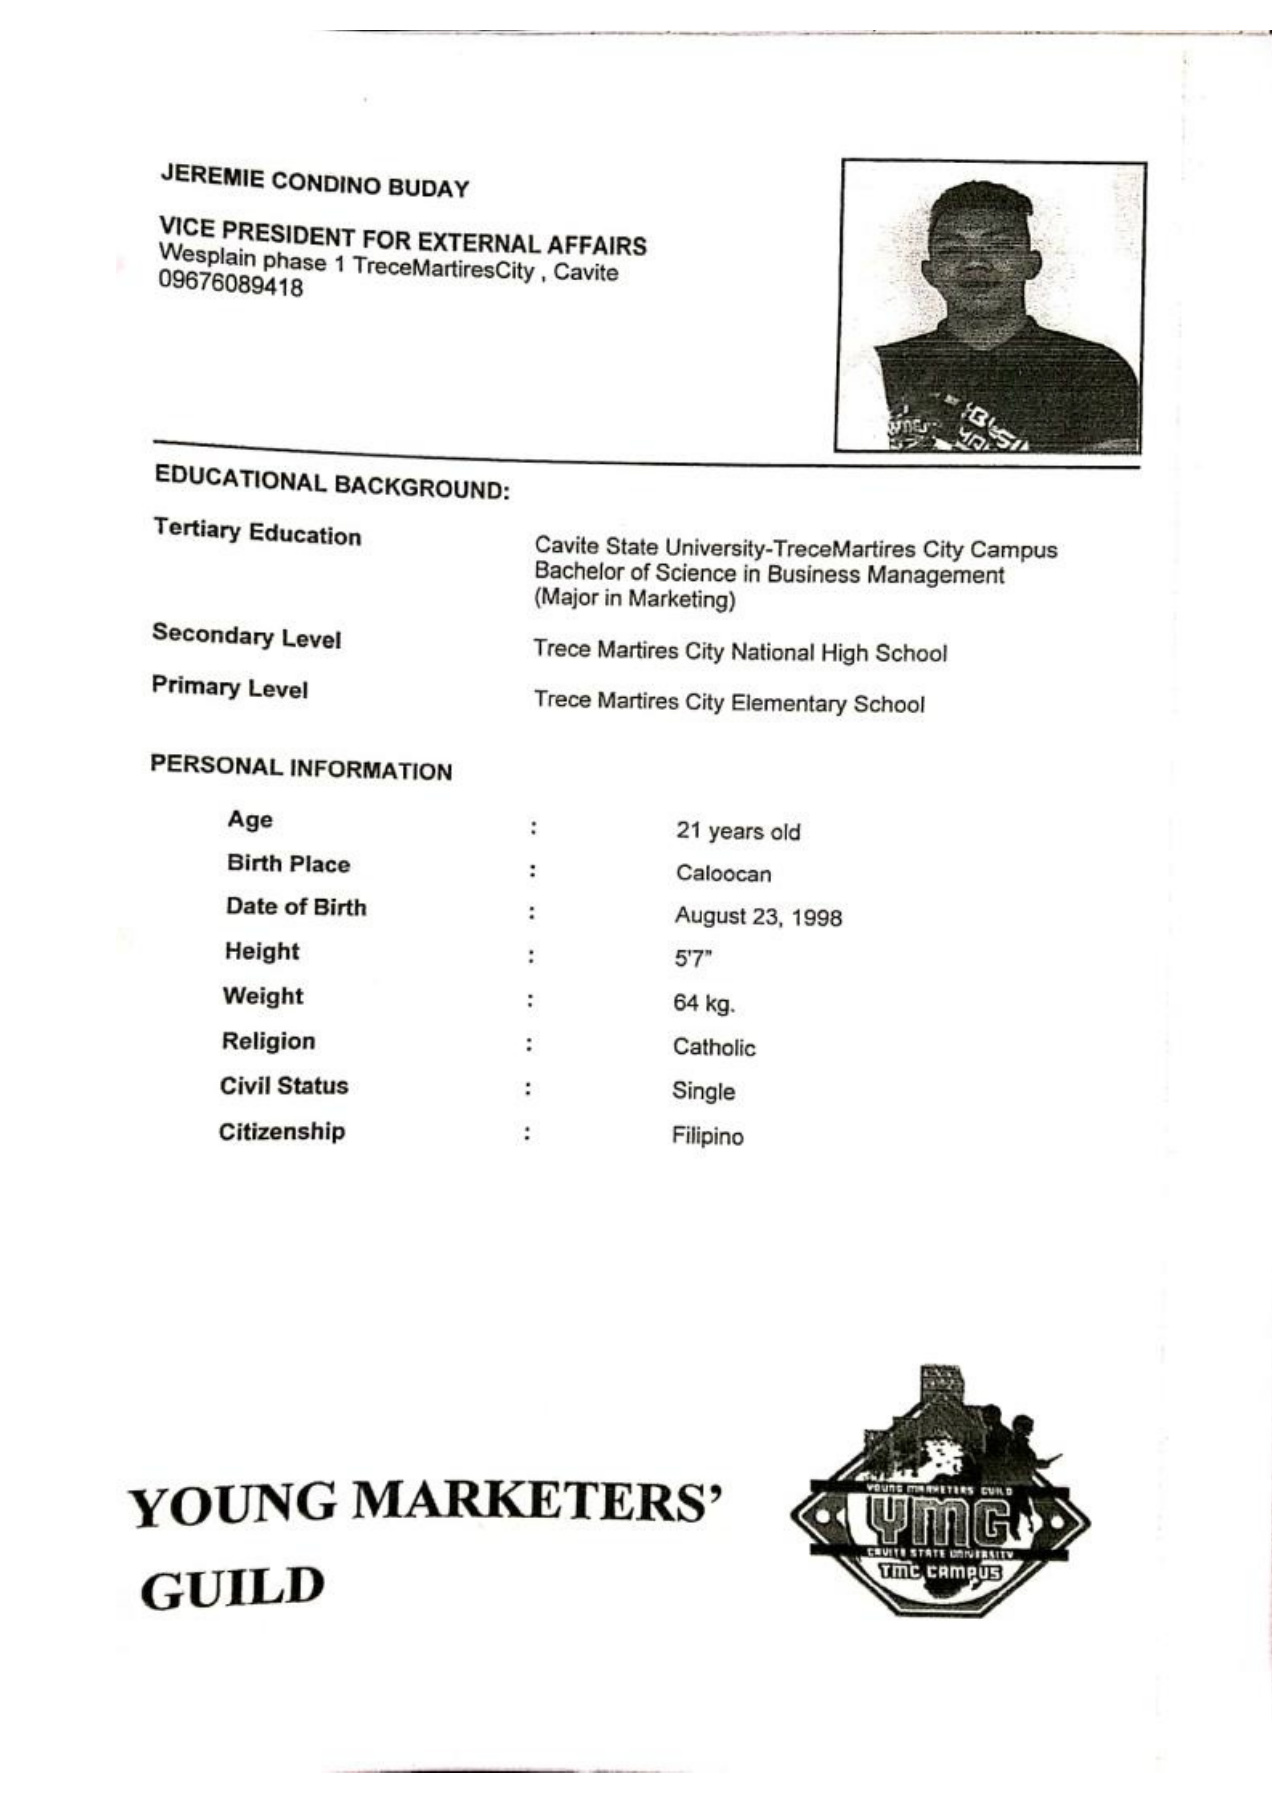 JEREMIE CONDINO BUDAY
VICE PRESIDENT FOR EXTERNAL AFFAIRS
Wesplain phase 1 TreceMartiresCity , Cavite
09676089418
EDUCATIONAL BACKGROUND:
Tertiary Education
Cavite State University-TreceMartires City Campus
Bachelor of Science in Business Management
(Major in Marketing)
Secondary Level
Trece Martires City National High School
Primary Level
Trece Martires City Elementary School
PERSONAL INFORMATION
Age : 21 years old
Birth Place : Caloocan
Date of Birth : August 23, 1998
Height : 5'7"
Weight : 64 kg.
Religion : Catholic
Civil Status : Single
Citizenship : Filipino
YOUNG MARKETERS'
GUILD
YOUNG MARKETERS GUILD
YMG
CAVITE STATE UNIVERSITY
TMC CAMPUS